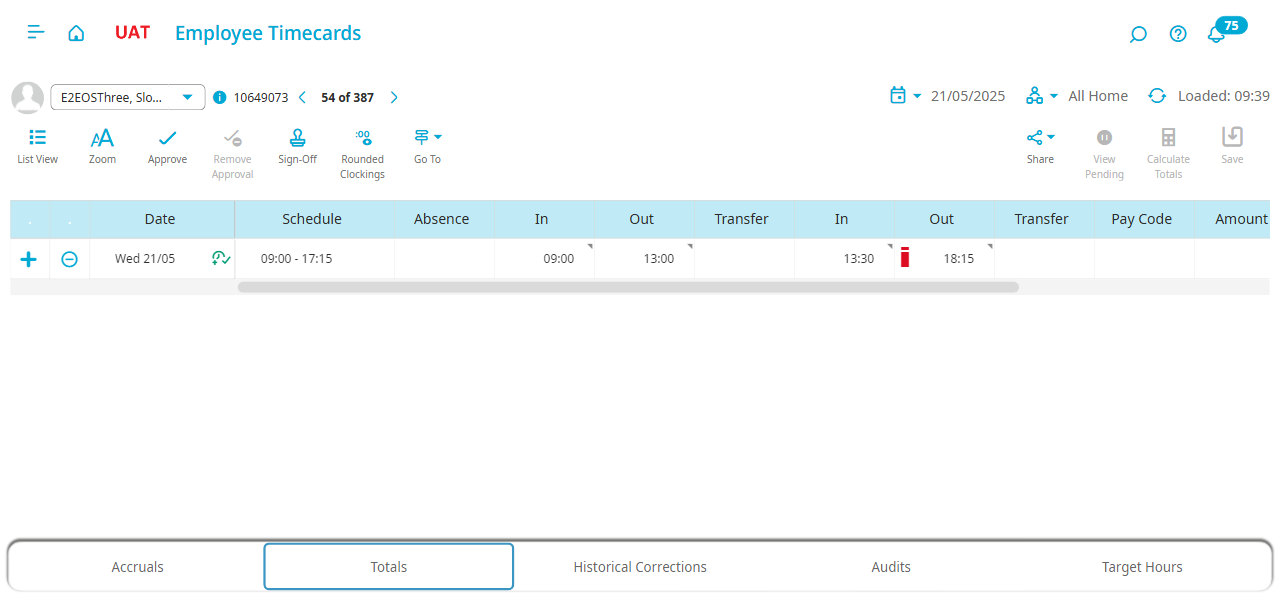 UAT Employee Timecards 75
E2EOSThree, Slo... 10649073 54 of 387 21/05/2025 All Home Loaded: 09:39
List View Zoom Approve Remove Approval Sign-Off :00 Rounded Clockings Go To Share View Pending Calculate Totals Save
. . Date Schedule Absence In Out Transfer In Out Transfer Pay Code Amount
Wed 21/05 09:00 - 17:15 09:00 13:00 13:30 18:15
Accruals Totals Historical Corrections Audits Target Hours